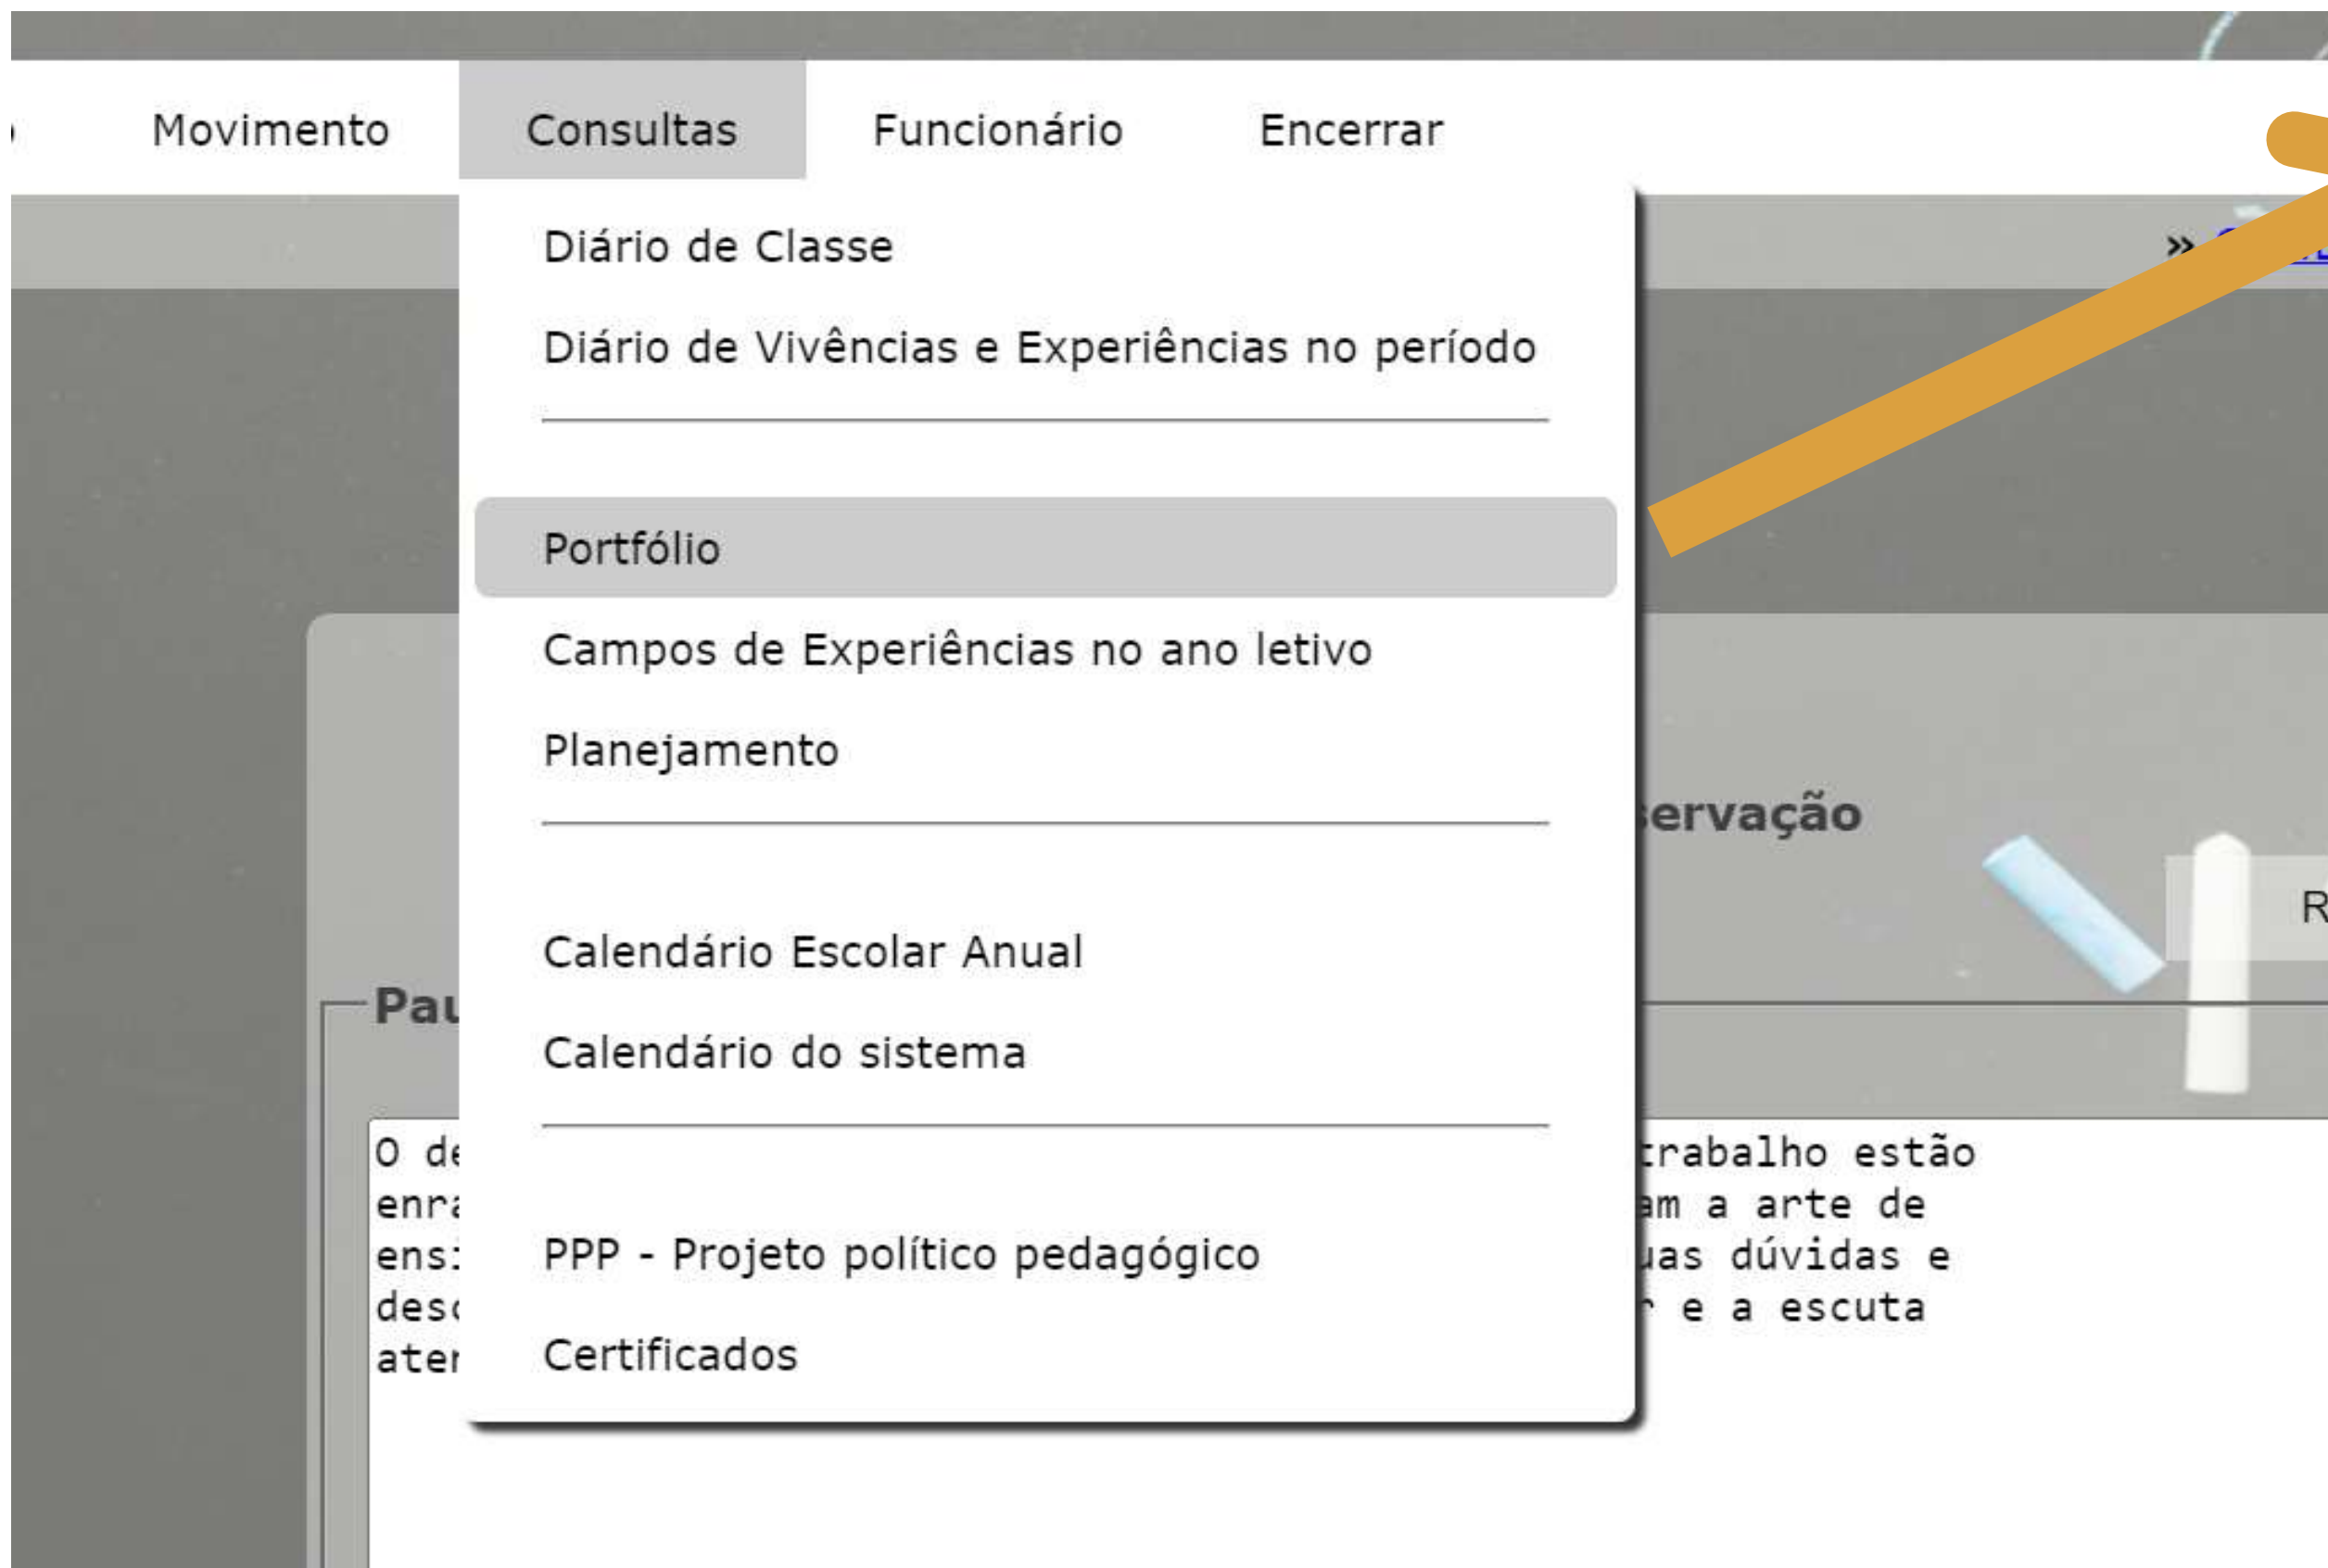 Movimento Consultas Funcionário Encerrar
»
Diário de Classe
Diário de Vivências e Experiências no período
Portfólio
Campos de Experiências no ano letivo
Planejamento
Calendário Escolar Anual
Calendário do sistema
PPP - Projeto político pedagógico
Certificados
trabalho estão
a arte de
dúvidas e
e a escuta